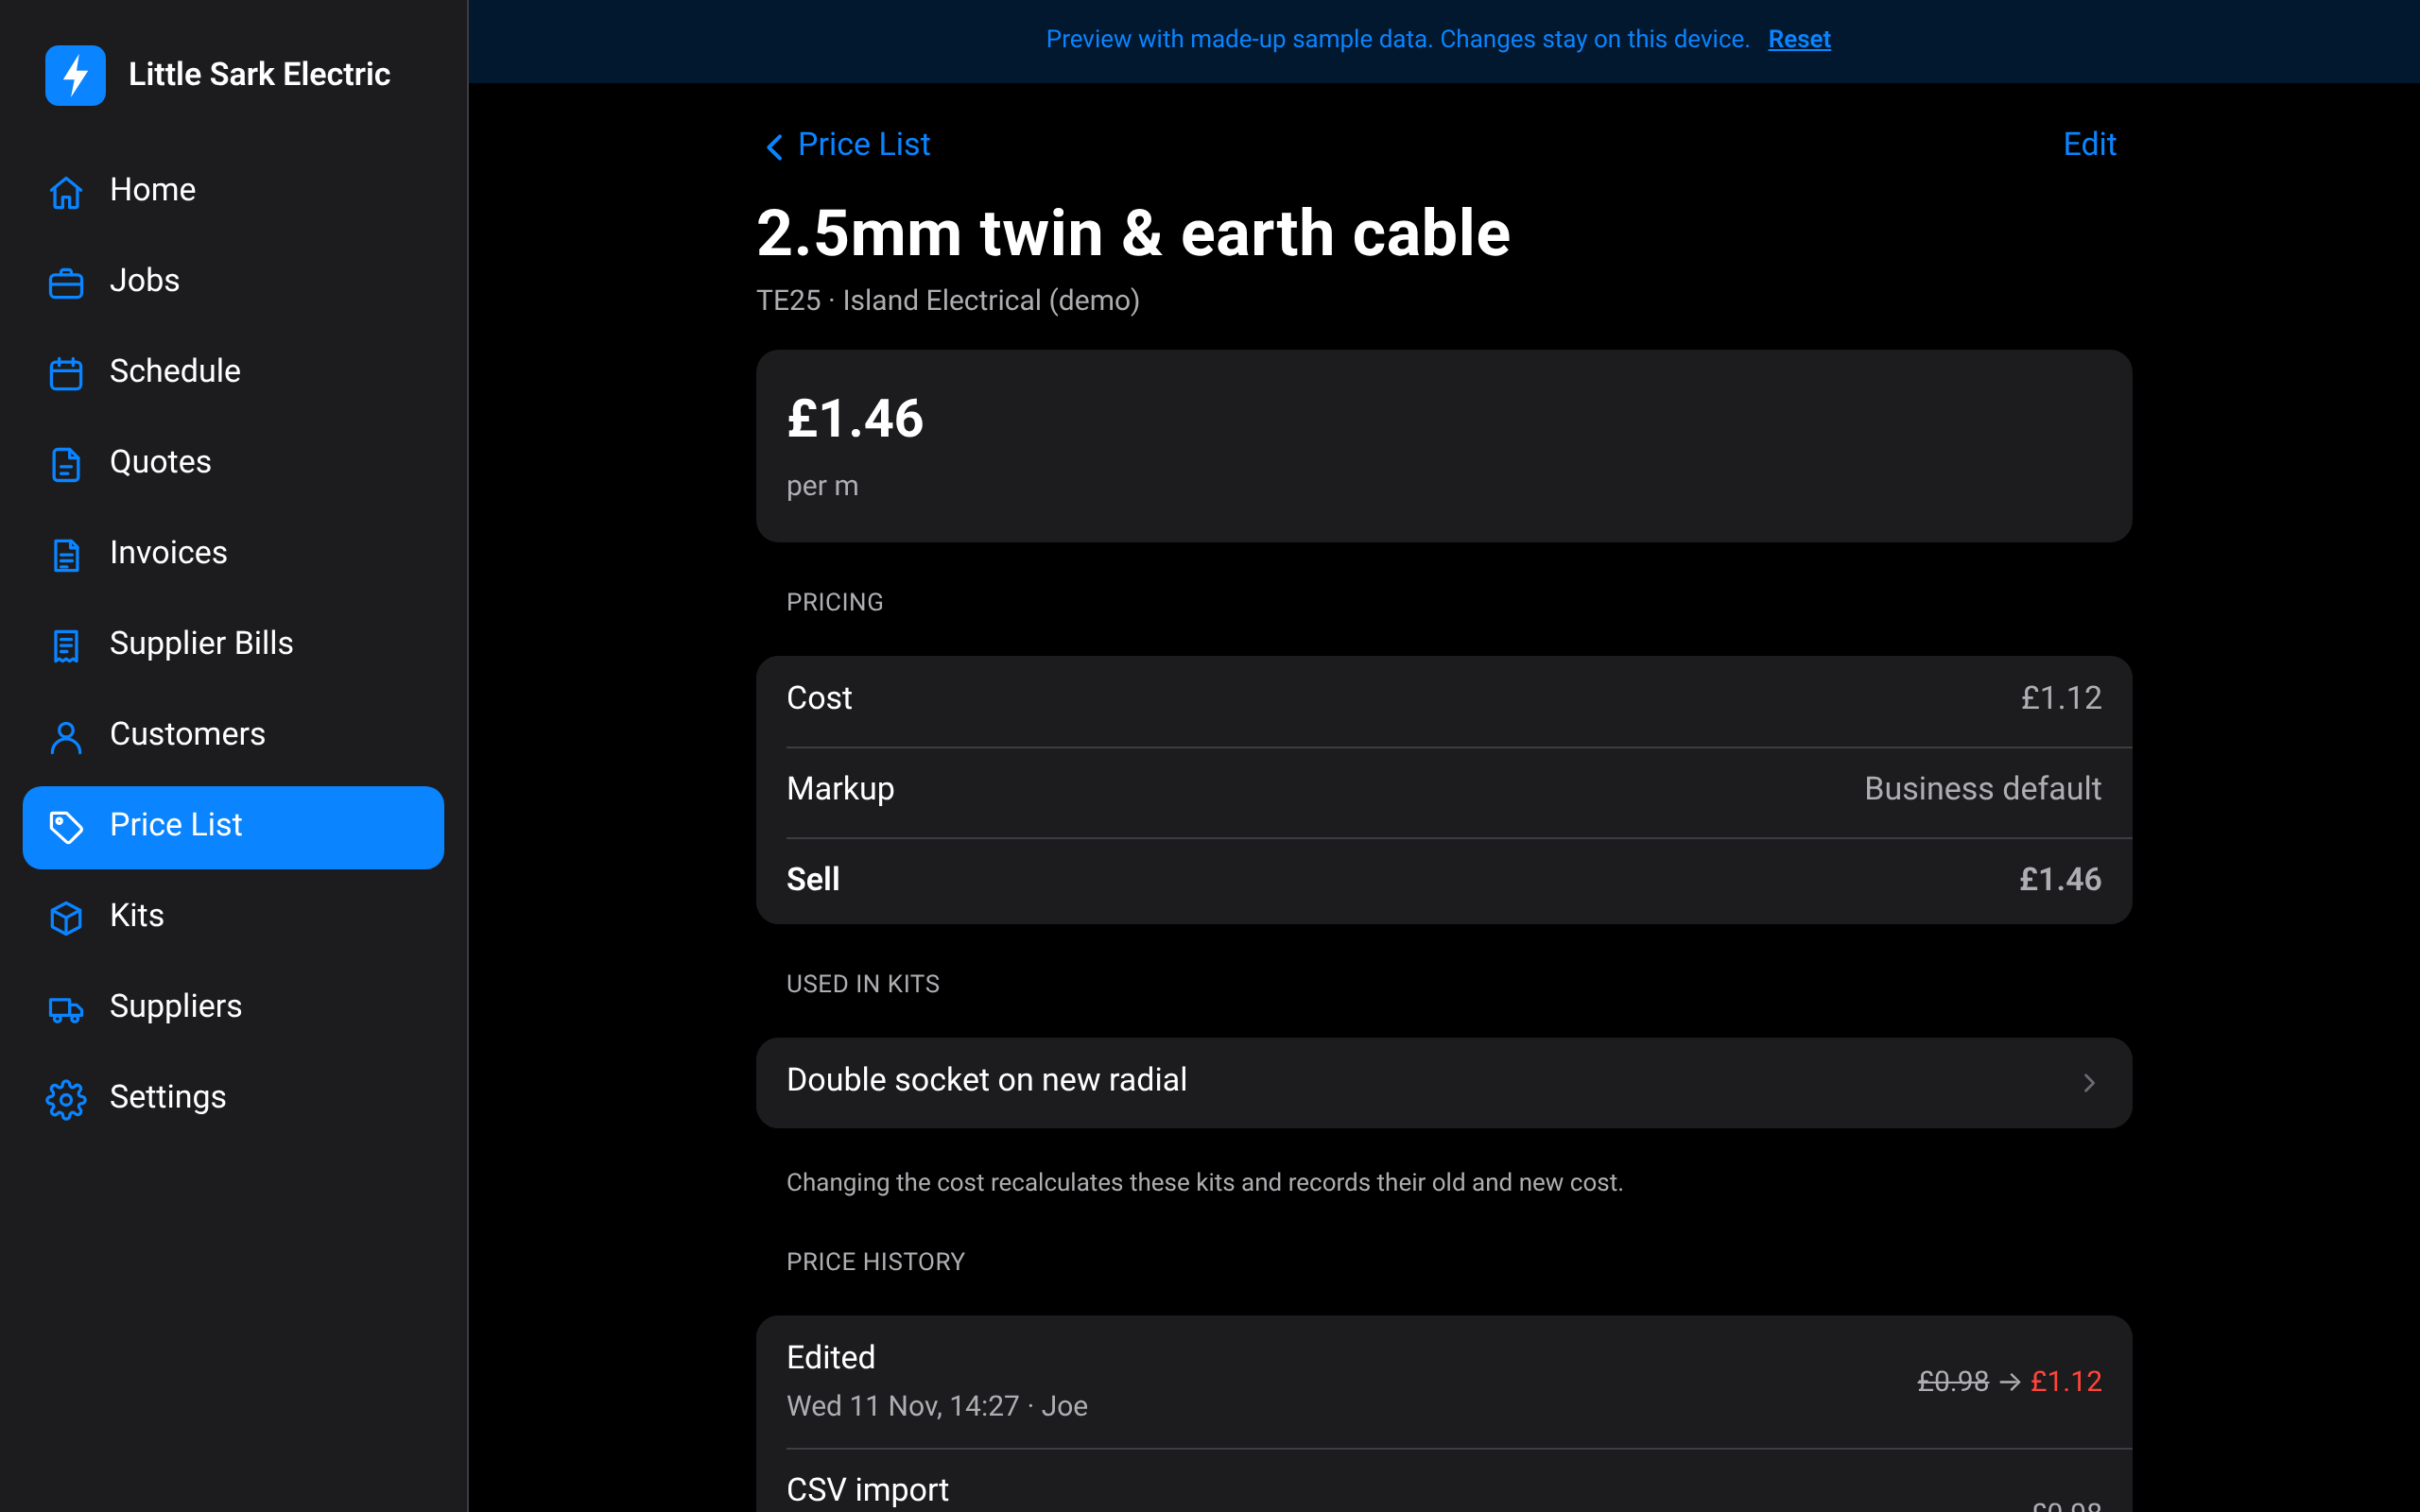 Little Sark Electric
Home
Jobs
Schedule
Quotes
Invoices
Supplier Bills
Customers
Price List
Kits
Suppliers
Settings
Preview with made-up sample data. Changes stay on this device. Reset
Price List
Edit
2.5mm twin & earth cable
TE25 · Island Electrical (demo)
£1.46
per m
PRICING
Cost £1.12
Markup Business default
Sell £1.46
USED IN KITS
Double socket on new radial
Changing the cost recalculates these kits and records their old and new cost.
PRICE HISTORY
Edited
£0.98 → £1.12
Wed 11 Nov, 14:27 · Joe
CSV import
£0.98